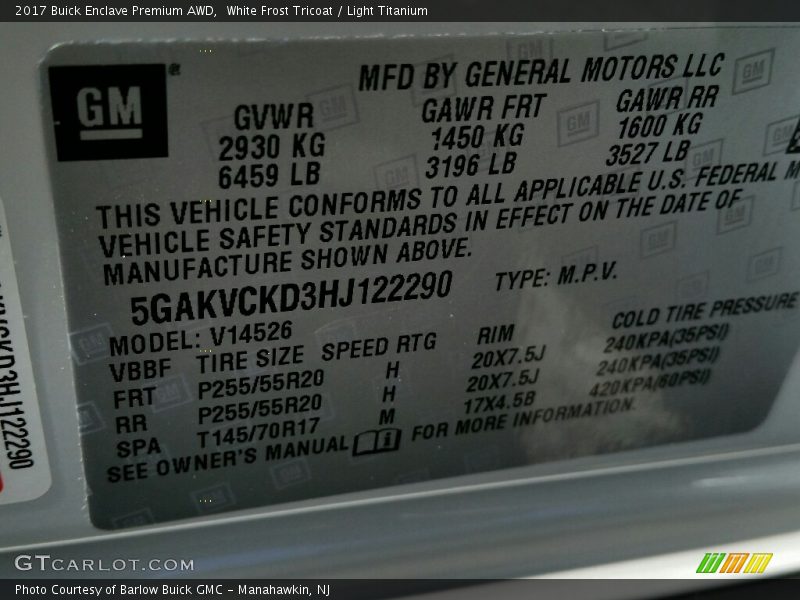 2017 Buick Enclave Premium AWD,  White Frost Tricoat / Light Titanium
GM
MFD BY GENERAL MOTORS LLC
GVWR GAWR FRT GAWR RR
2930 KG 1450 KG 1600 KG
6459 LB 3196 LB 3527 LB
THIS VEHICLE CONFORMS TO ALL APPLICABLE U.S. FEDERAL M
VEHICLE SAFETY STANDARDS IN EFFECT ON THE DATE OF
MANUFACTURE SHOWN ABOVE.
5GAKVCKD3HJ122290 TYPE: M.P.V.
MODEL: V14526
VBBF TIRE SIZE SPEED RTG RIM COLD TIRE PRESSURE
FRT P255/55R20 H 20X7.5J 240KPA(35PSI)
RR P255/55R20 H 20X7.5J 240KPA(35PSI)
SPA T145/70R17 M 17X4.5B 420KPA(60PSI)
SEE OWNER'S MANUAL FOR MORE INFORMATION.
GTCARLOT.COM
Photo Courtesy of Barlow Buick GMC – Manahawkin, NJ